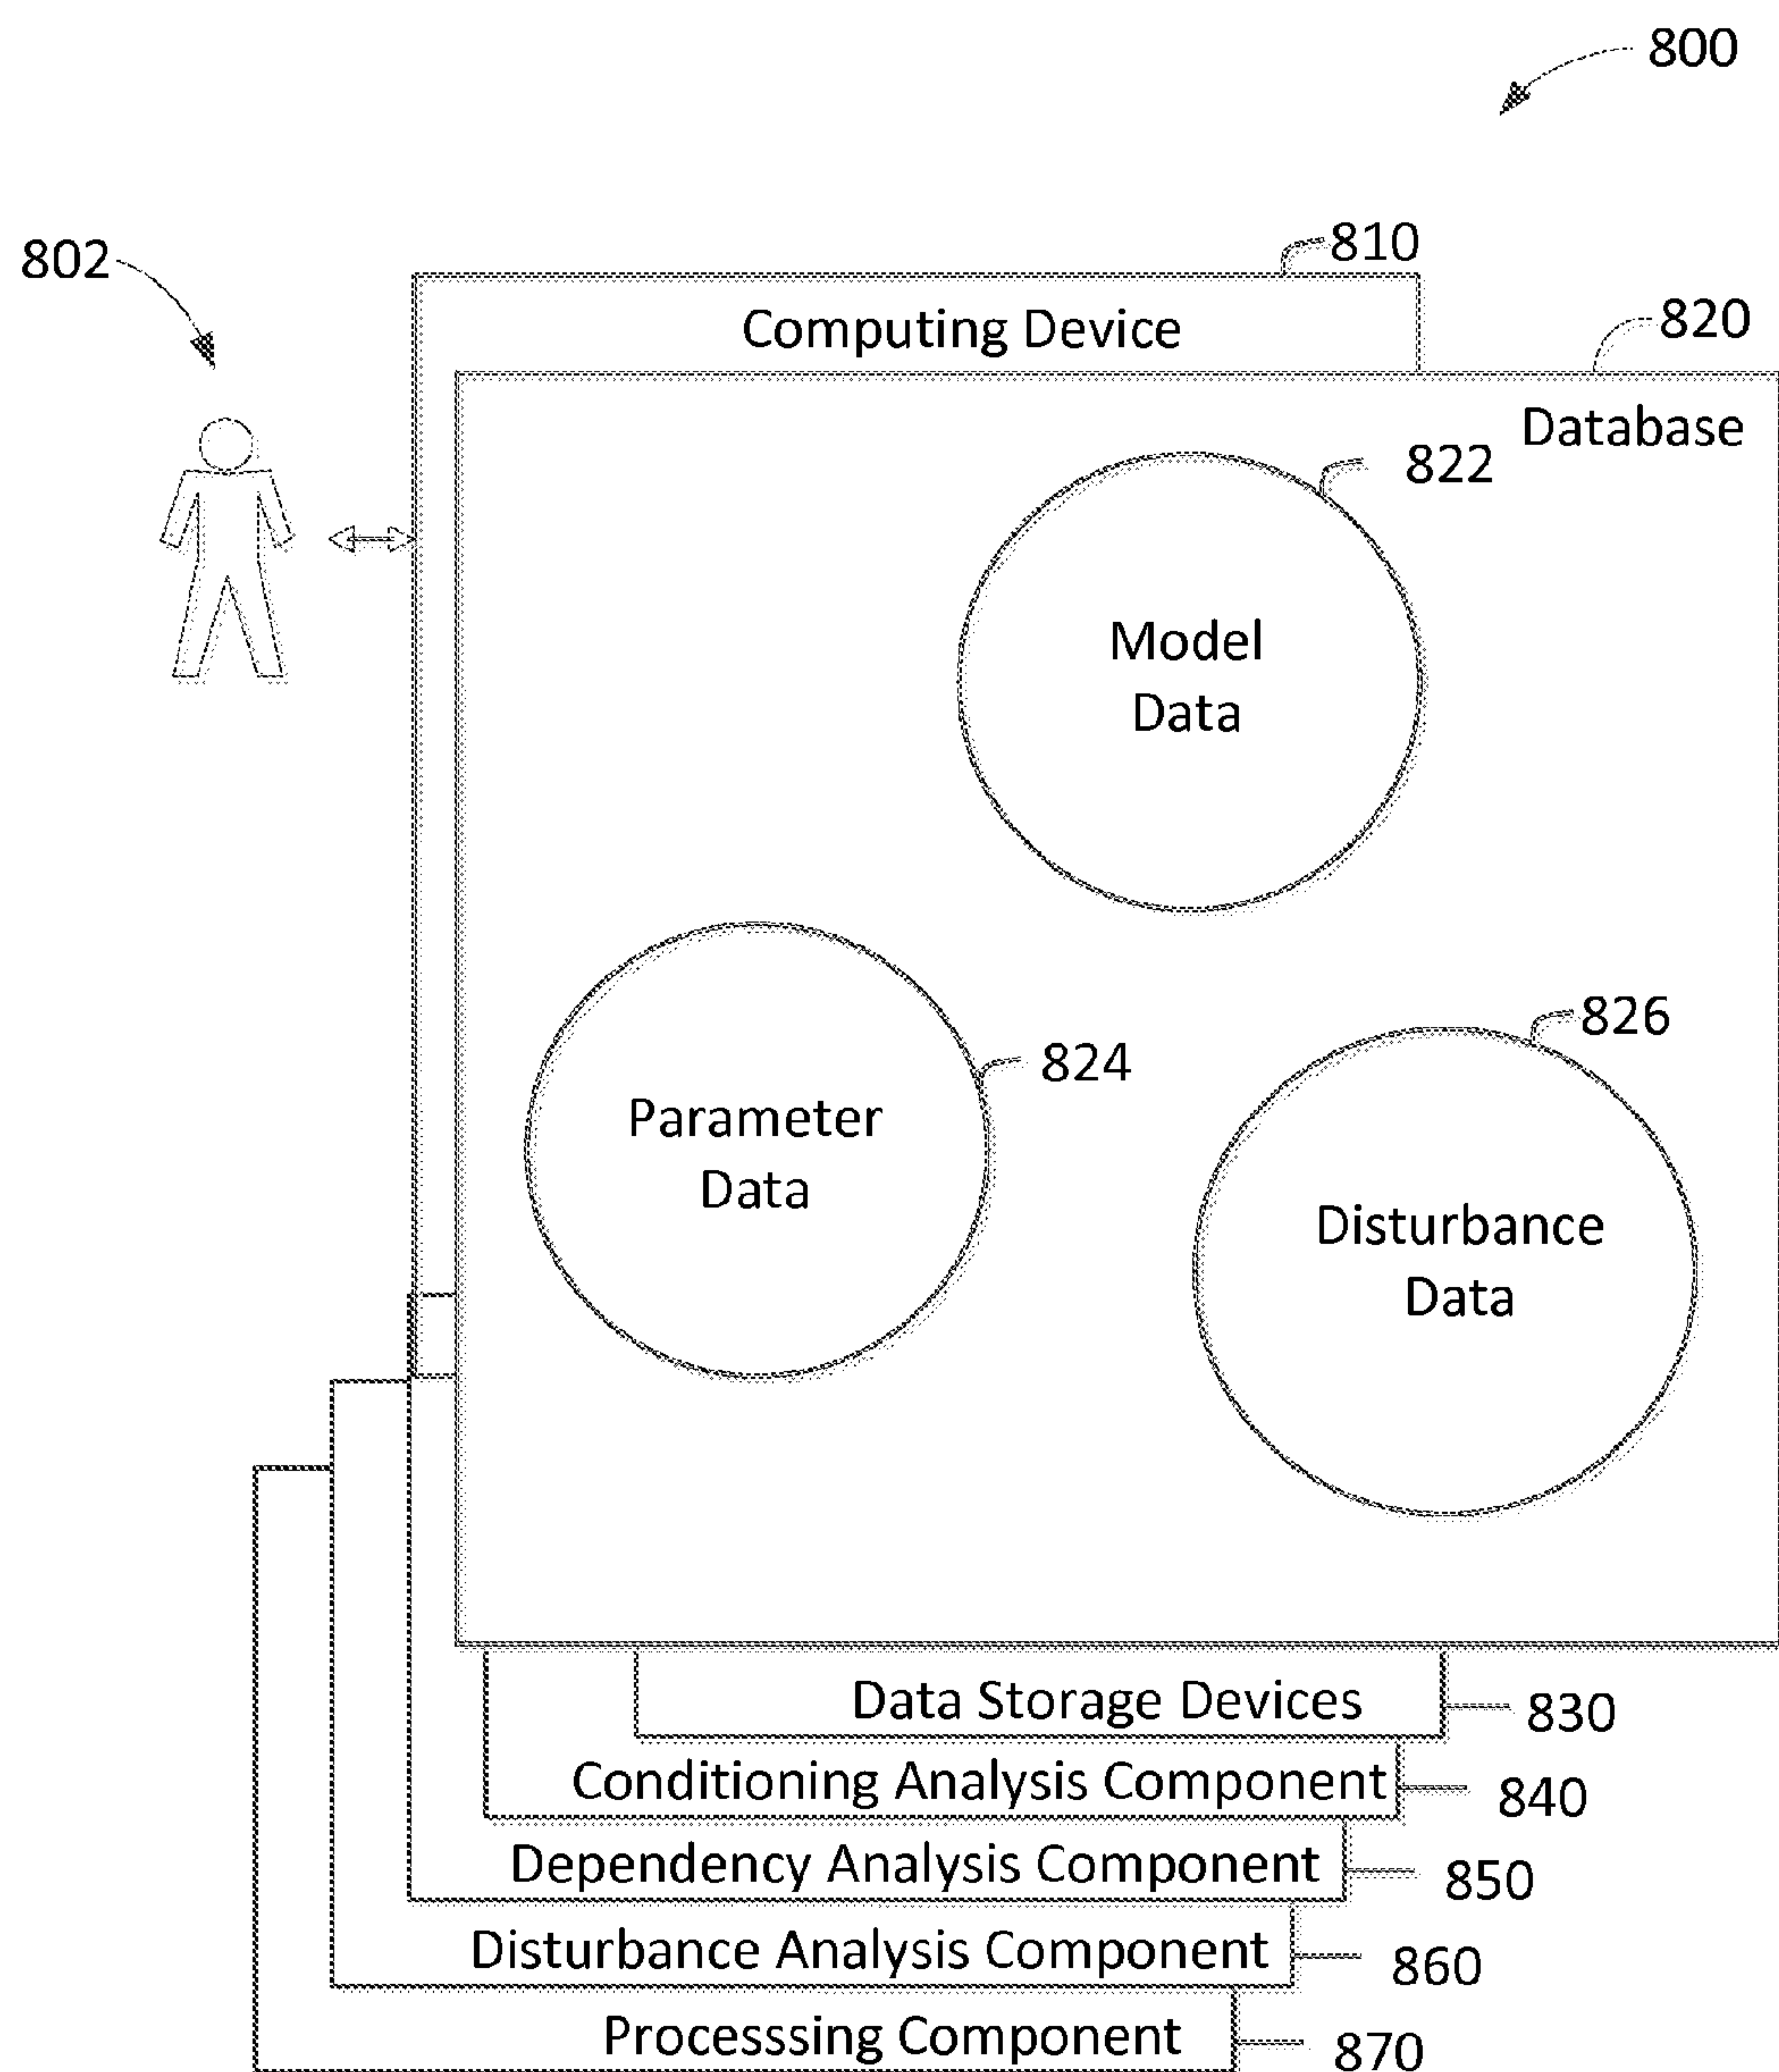 800
802
810
Computing Device
820
Database
822
Model
Data
824
826
Parameter
Data
Disturbance
Data
Data Storage Devices
830
Conditioning Analysis Component
840
Dependency Analysis Component
850
Disturbance Analysis Component
860
Processsing Component
870